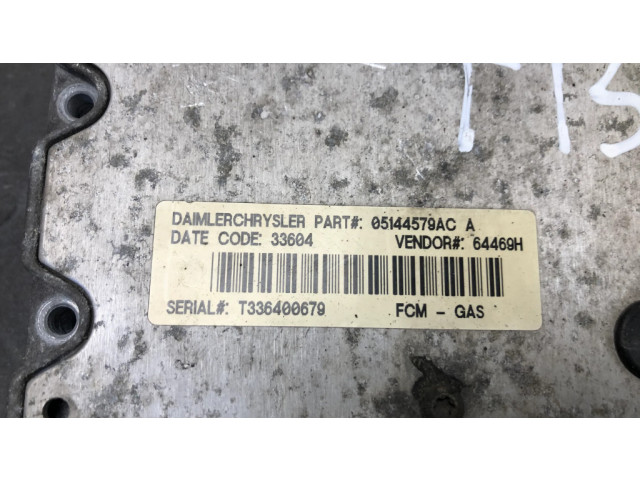 DAIMLERCHRYSLER PART#: 05144579AC A
DATE CODE: 33604 VENDOR#: 64469H
SERIAL#: T336400679 FCM - GAS